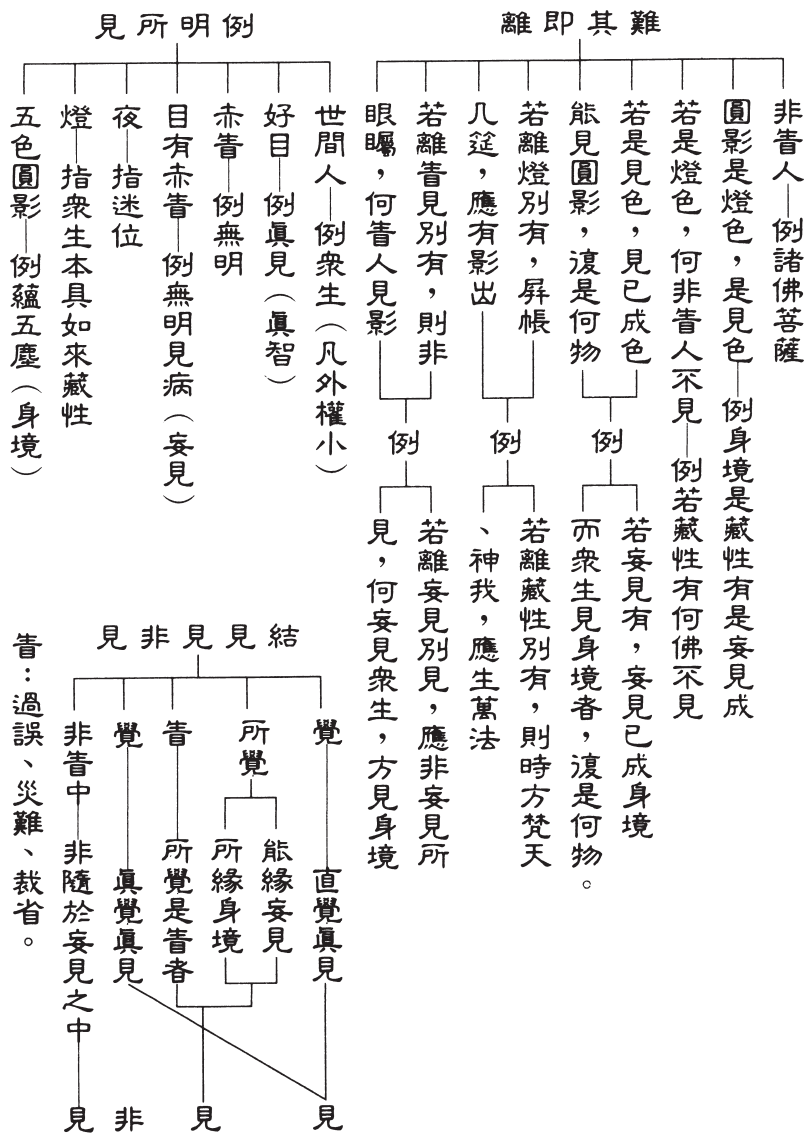 難其即離
非眚人—例諸佛菩薩
圓影是燈色，是見色—例身境是藏性有是妄見成
若是燈色，何非眚人不見—例若藏性有何佛不見
若是見色，見已成色
能見圓影，復是何物
例
若妄見有，妄見已成身境
而衆生見身境者，復是何物。
若離燈別有，屛帳
几筵，應有影出
例
若離藏性別有，則時方梵天
、神我，應生萬法
若離眚見別有，則非
眼矚，何眚人見影
例
若離妄見別見，應非妄見所
見，何妄見衆生，方見身境
例明所見
世間人—例衆生（凡外權小）
好目—例眞見（眞智）
赤眚—例無明
目有赤眚—例無明見病（妄見）
夜—指迷位
燈—指衆生本具如來藏性
五色圓影—例蘊五塵（身境）
結見見非見
覺—直覺眞見
所覺
能緣妄見
所緣身境
眚—所覺是眚者
覺—眞覺眞見
非眚中—非隨於妄見之中
見
見
非
見
眚：過誤、災難、裁省。